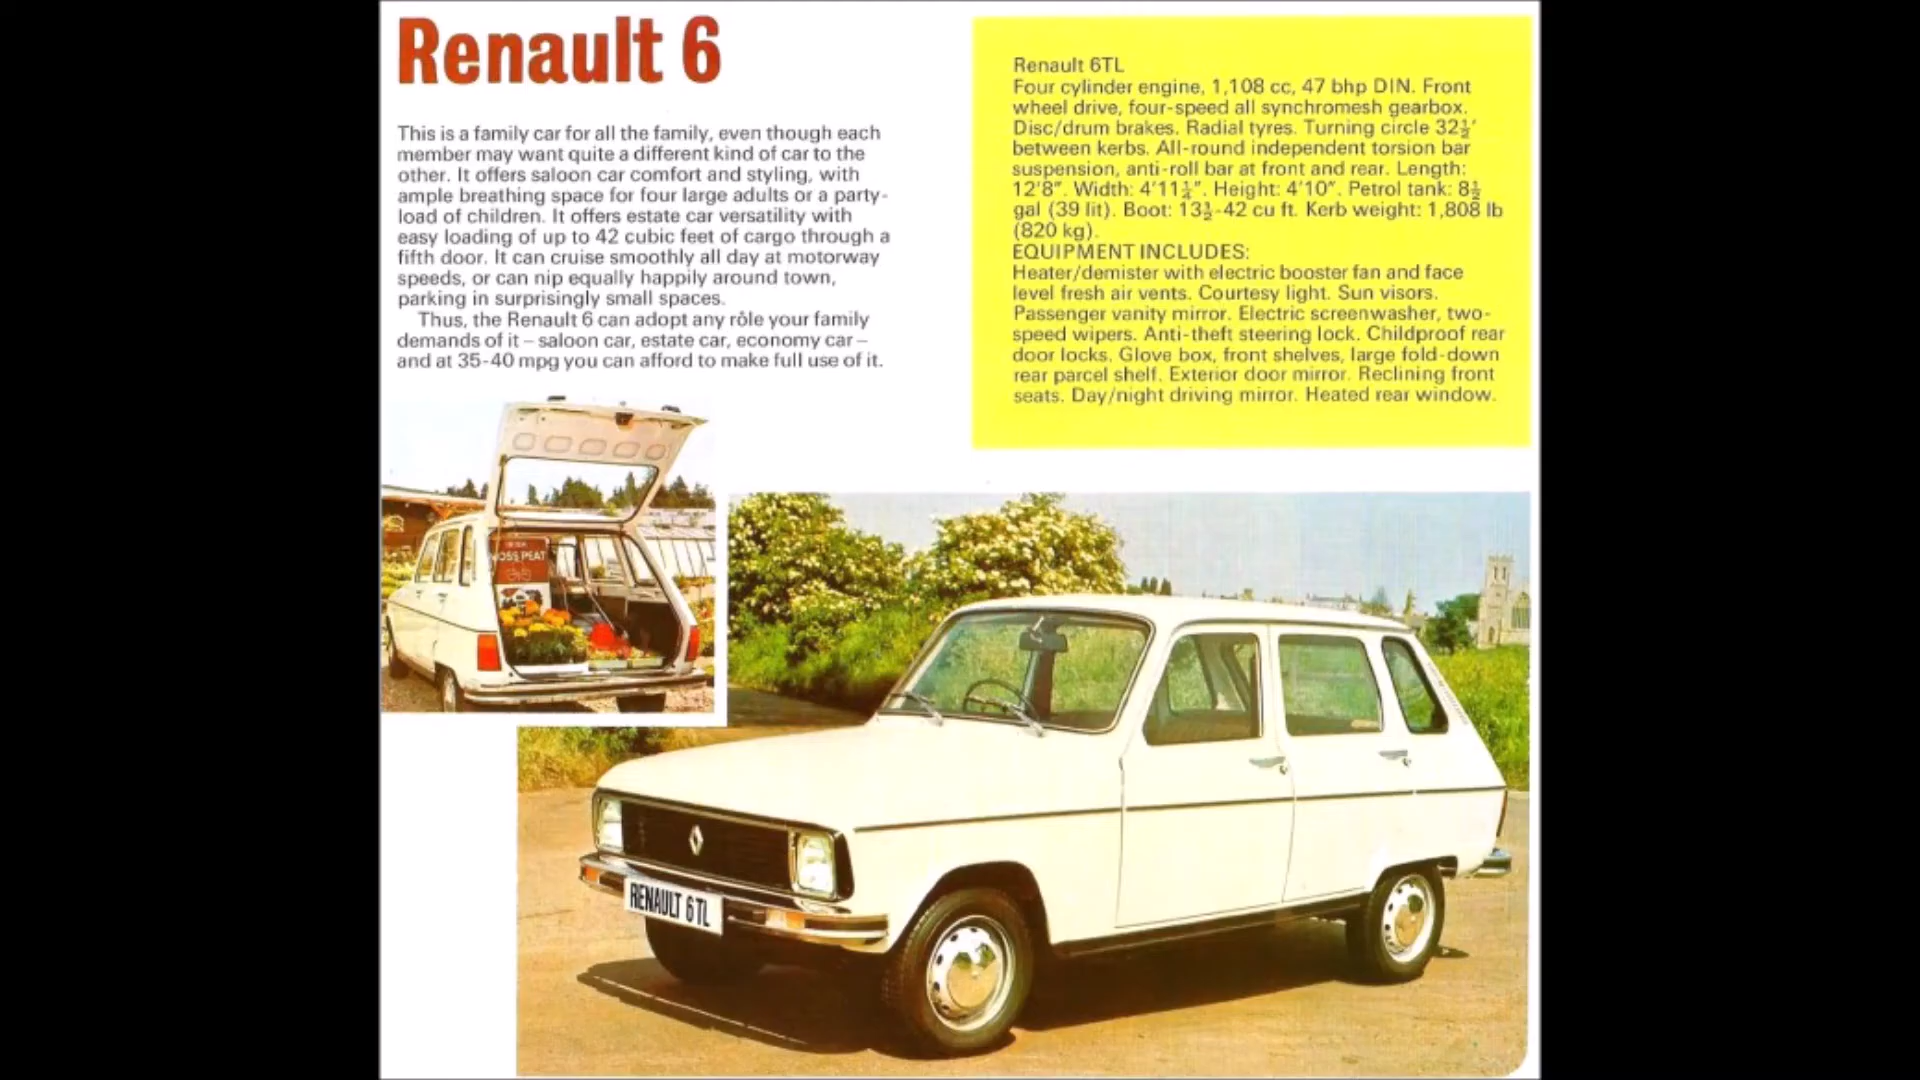 Renault 6
This is a family car for all the family, even though each
member may want quite a different kind of car to the
other. It offers saloon car comfort and styling, with
ample breathing space for four large adults or a party-
load of children. It offers estate car versatility with
easy loading of up to 42 cubic feet of cargo through a
fifth door. It can cruise smoothly all day at motorway
speeds, or can nip equally happily around town,
parking in surprisingly small spaces.
Thus, the Renault 6 can adopt any rôle your family
demands of it – saloon car, estate car, economy car –
and at 35-40 mpg you can afford to make full use of it.
Renault 6TL
Four cylinder engine, 1,108 cc, 47 bhp DIN. Front
wheel drive, four-speed all synchromesh gearbox.
Disc/drum brakes. Radial tyres. Turning circle 32½′
between kerbs. All-round independent torsion bar
suspension, anti-roll bar at front and rear. Length:
12′8″. Width: 4′11¼″. Height: 4′10″. Petrol tank: 8½
gal (39 lit). Boot: 13½-42 cu ft. Kerb weight: 1,808 lb
(820 kg).
EQUIPMENT INCLUDES:
Heater/demister with electric booster fan and face
level fresh air vents. Courtesy light. Sun visors.
Passenger vanity mirror. Electric screenwasher, two-
speed wipers. Anti-theft steering lock. Childproof rear
door locks. Glove box, front shelves, large fold-down
rear parcel shelf. Exterior door mirror. Reclining front
seats. Day/night driving mirror. Heated rear window.
PEAT
RENAULT 6TL